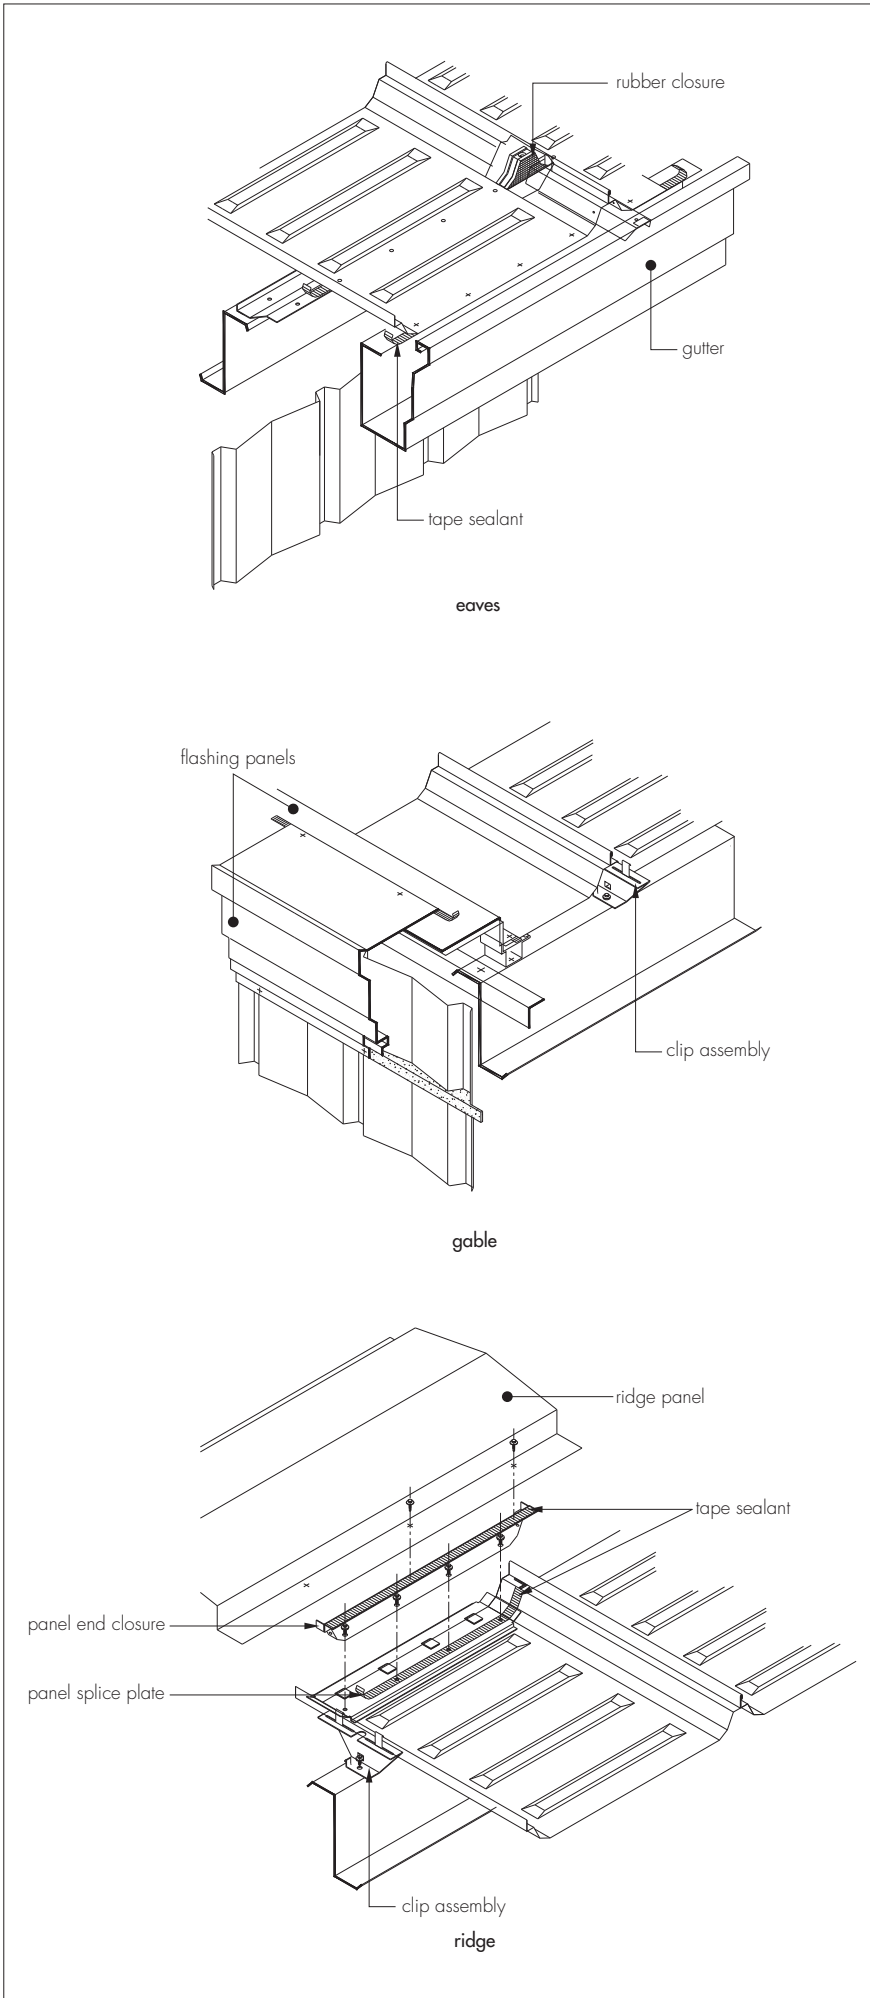 rubber closure
gutter
tape sealant
eaves
flashing panels
clip assembly
gable
ridge panel
tape sealant
panel end closure
panel splice plate
clip assembly
ridge